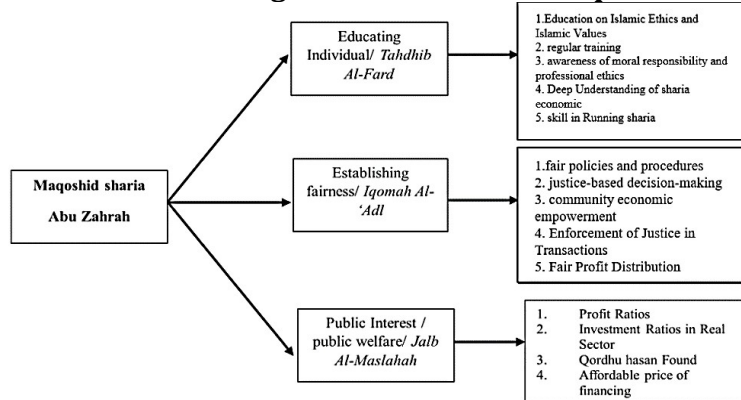 Maqoshid sharia
Abu Zahrah
Educating
Individual/ Tahdhib
Al-Fard
1.Education on Islamic Ethics and
Islamic Values
2. regular training
3. awareness of moral responsibility and
professional ethics
4. Deep Understanding of sharia
economic
5. skill in Running sharia
Establishing
fairness/ Iqomah Al-
‘Adl
1.fair policies and procedures
2. justice-based decision-making
3. community economic
empowerment
4. Enforcement of Justice in
Transactions
5. Fair Profit Distribution
Public Interest /
public welfare/ Jalb
Al-Maslahah
1. Profit Ratios
2. Investment Ratios in Real
Sector
3. Qordhu hasan Found
4. Affordable price of
financing